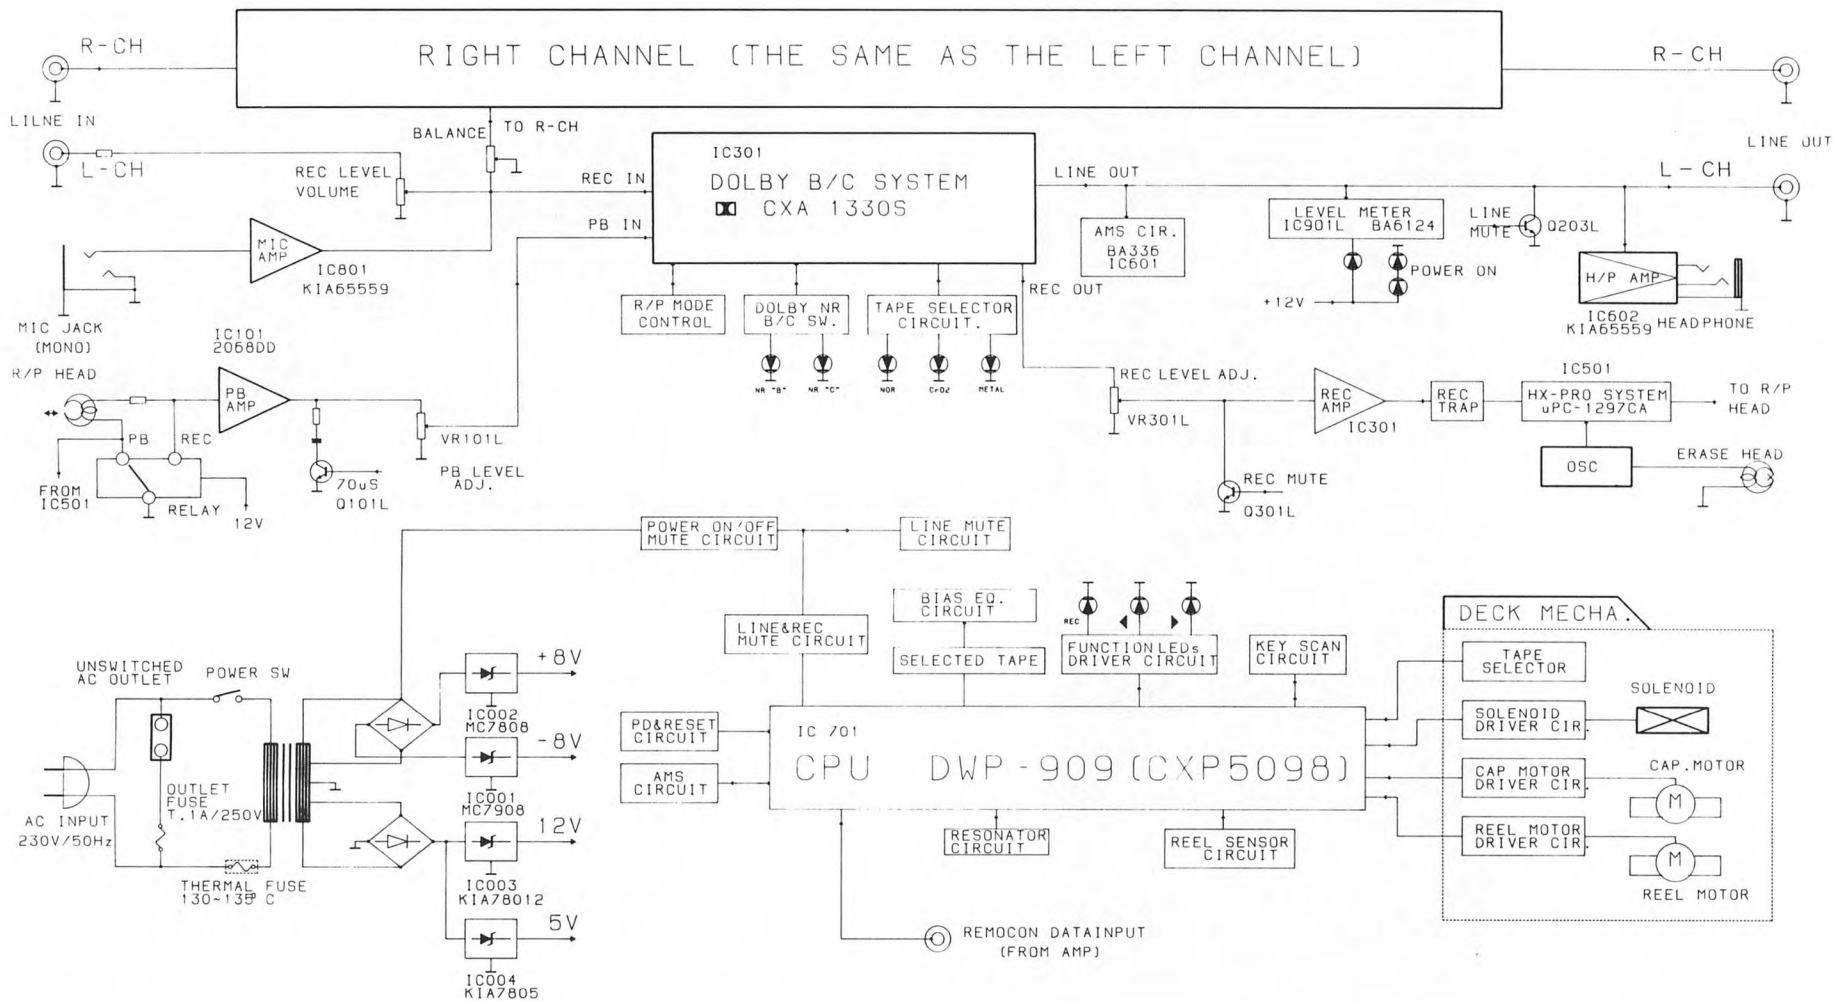 RIGHT CHANNEL (THE SAME AS THE LEFT CHANNEL)
R-CH
R-CH
LILNE IN
L-CH
BALANCE
TO R-CH
REC LEVEL
VOLUME
REC IN
PB IN
IC301
DOLBY B/C SYSTEM
CXA 1330S
LINE OUT
REC OUT
LINE OUT
L-CH
AMS CIR.
BA336
IC601
LEVEL METER
IC901L BA6124
POWER ON
+12V
LINE
MUTE
Q203L
H/P AMP
IC602
KIA65559
HEADPHONE
MIC
AMP
IC801
KIA65559
MIC JACK
(MONO)
R/P MODE
CONTROL
DOLBY NR
B/C SW.
TAPE SELECTOR
CIRCUIT.
NR "B"
NR "C"
NOR
CrO2
METAL
R/P HEAD
IC101
2068DD
PB
AMP
PB
REC
FROM
IC501
RELAY
12V
70uS
Q101L
VR101L
PB LEVEL
ADJ.
REC LEVEL ADJ.
VR301L
REC MUTE
Q301L
REC
AMP
IC301
REC
TRAP
IC501
HX-PRO SYSTEM
uPC-1297CA
TO R/P
HEAD
OSC
ERASE HEAD
POWER ON/OFF
MUTE CIRCUIT
LINE MUTE
CIRCUIT
LINE&REC
MUTE CIRCUIT
BIAS EQ.
CIRCUIT
SELECTED TAPE
REC
FUNCTION LEDs
DRIVER CIRCUIT
KEY SCAN
CIRCUIT
DECK MECHA.
TAPE
SELECTOR
SOLENOID
DRIVER CIR.
SOLENOID
CAP MOTOR
DRIVER CIR.
CAP.MOTOR
M
REEL MOTOR
DRIVER CIR.
M
REEL MOTOR
PD&RESET
CIRCUIT
AMS
CIRCUIT
IC 701
CPU DWP-909(CXP5098)
RESONATOR
CIRCUIT
REEL SENSOR
CIRCUIT
REMOCON DATAINPUT
(FROM AMP)
UNSWITCHED
AC OUTLET
POWER SW
OUTLET
FUSE
T.1A/250V
AC INPUT
230V/50Hz
THERMAL FUSE
130~135° C
+8V
IC002
MC7808
-8V
IC001
MC7908
12V
IC003
KIA78012
5V
IC004
KIA7805